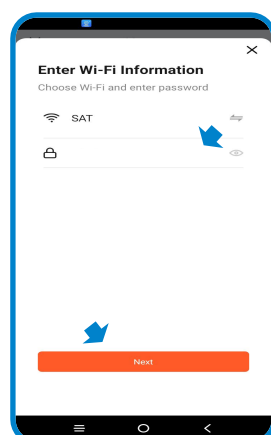 Enter Wi-Fi Information
Choose Wi-Fi and enter password
SAT
Next